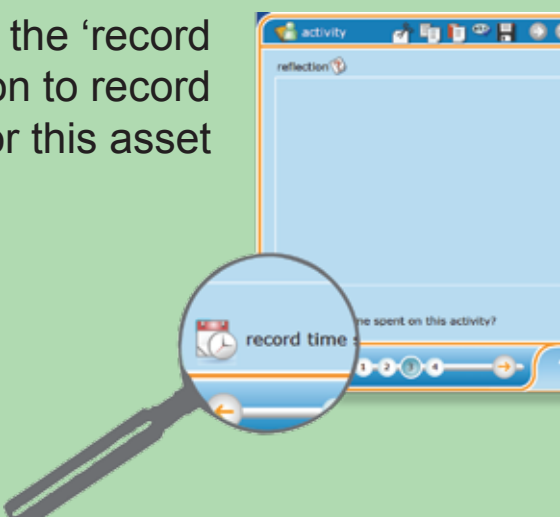 the ‘record
on to record
or this asset
activity
reflection
me spent on this activity?
record time
1 2 3 4